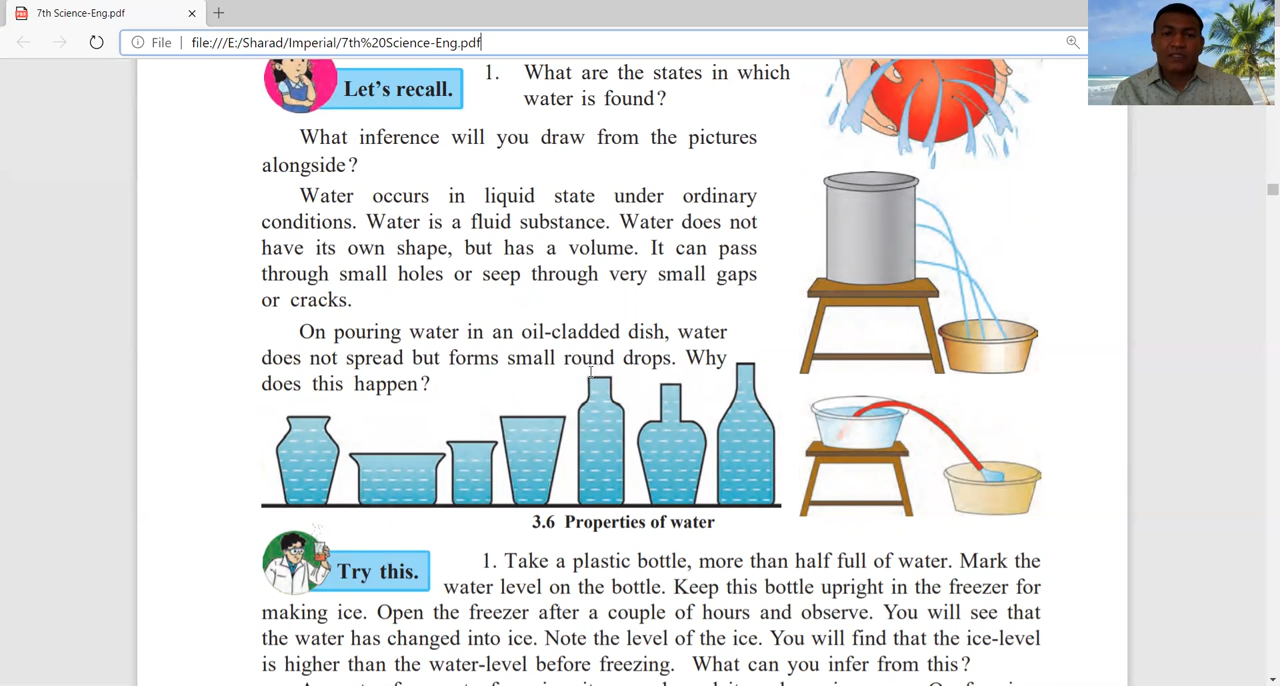 7th Science-Eng.pdf
File | file:///E:/Sharad/Imperial/7th%20Science-Eng.pdf
Let's recall.
1. What are the states in which
water is found?
What inference will you draw from the pictures
alongside?
Water occurs in liquid state under ordinary
conditions. Water is a fluid substance. Water does not
have its own shape, but has a volume. It can pass
through small holes or seep through very small gaps
or cracks.
On pouring water in an oil-cladded dish, water
does not spread but forms small round drops. Why
does this happen?
3.6 Properties of water
Try this.
1. Take a plastic bottle, more than half full of water. Mark the
water level on the bottle. Keep this bottle upright in the freezer for
making ice. Open the freezer after a couple of hours and observe. You will see that
the water has changed into ice. Note the level of the ice. You will find that the ice-level
is higher than the water-level before freezing. What can you infer from this?